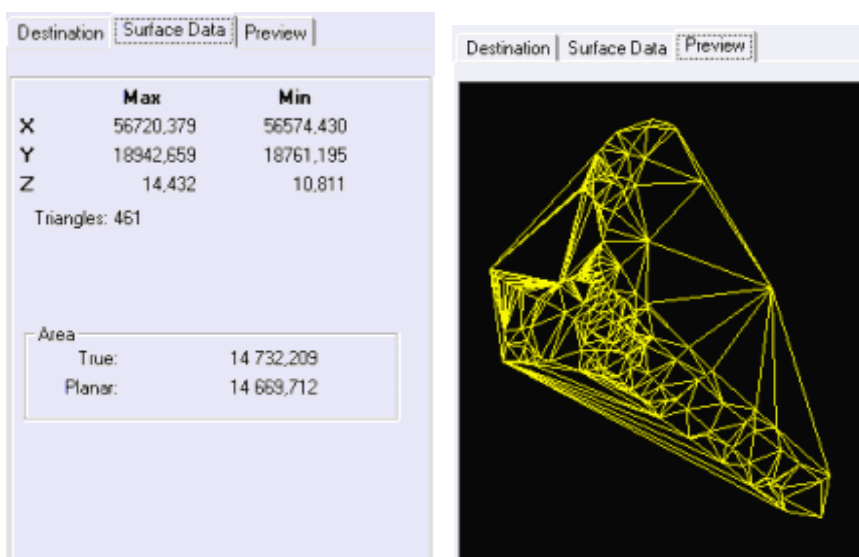 Destination Surface Data Preview
Max Min
X 56720,379 56574,430
Y 18942,659 18761,195
Z 14,432 10,811
Triangles: 461
Area
True: 14 732,209
Planar: 14 669,712
Destination Surface Data Preview